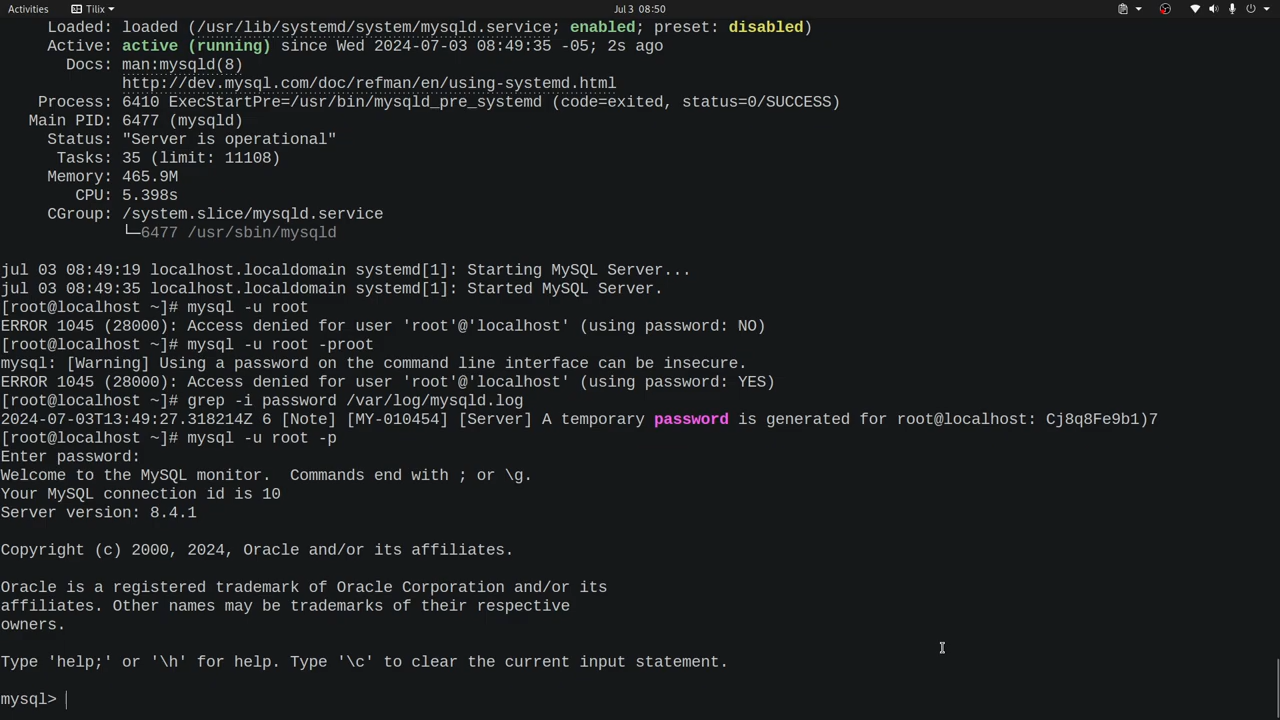 Activities Tilix Jul 3 08:50
Loaded: loaded (/usr/lib/systemd/system/mysqld.service; enabled; preset: disabled)
Active: active (running) since Wed 2024-07-03 08:49:35 -05; 2s ago
Docs: man:mysqld(8)
http://dev.mysql.com/doc/refman/en/using-systemd.html
Process: 6410 ExecStartPre=/usr/bin/mysqld_pre_systemd (code=exited, status=0/SUCCESS)
Main PID: 6477 (mysqld)
Status: "Server is operational"
Tasks: 35 (limit: 11108)
Memory: 465.9M
CPU: 5.398s
CGroup: /system.slice/mysqld.service
└─6477 /usr/sbin/mysqld
jul 03 08:49:19 localhost.localdomain systemd[1]: Starting MySQL Server...
jul 03 08:49:35 localhost.localdomain systemd[1]: Started MySQL Server.
[root@localhost ~]# mysql -u root
ERROR 1045 (28000): Access denied for user 'root'@'localhost' (using password: NO)
[root@localhost ~]# mysql -u root -proot
mysql: [Warning] Using a password on the command line interface can be insecure.
ERROR 1045 (28000): Access denied for user 'root'@'localhost' (using password: YES)
[root@localhost ~]# grep -i password /var/log/mysqld.log
2024-07-03T13:49:27.318214Z 6 [Note] [MY-010454] [Server] A temporary password is generated for root@localhost: Cj8q8Fe9b1)7
[root@localhost ~]# mysql -u root -p
Enter password:
Welcome to the MySQL monitor.  Commands end with ; or \g.
Your MySQL connection id is 10
Server version: 8.4.1
Copyright (c) 2000, 2024, Oracle and/or its affiliates.
Oracle is a registered trademark of Oracle Corporation and/or its
affiliates. Other names may be trademarks of their respective
owners.
Type 'help;' or '\h' for help. Type '\c' to clear the current input statement.
mysql>